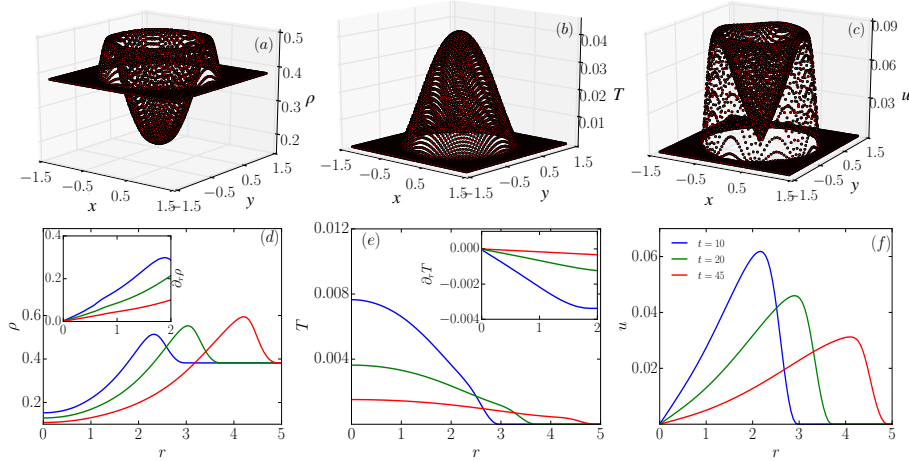 (a)
0.5
0.4
0.3
0.2
ρ
−1.5
−0.5
0.5
1.5
x
−1.5
−0.5
0.5
1.5
y
(b)
0.04
0.03
0.02
0.01
T
−1.5
−0.5
0.5
1.5
x
−1.5
−0.5
0.5
1.5
y
(c)
0.09
0.06
0.03
u
−1.5
−0.5
0.5
1.5
x
−1.5
−0.5
0.5
1.5
y
(d)
0.6
0.4
0.2
ρ
0 1 2 3 4 5
r
0.4
0.2
0.0
0 1 2
∂rρ
(e)
0.012
0.008
0.004
0.000
T
0 1 2 3 4 5
r
0.000
−0.002
−0.004
0 1 2
∂rT
(f)
0.06
0.04
0.02
u
0 1 2 3 4 5
r
t = 10
t = 20
t = 45